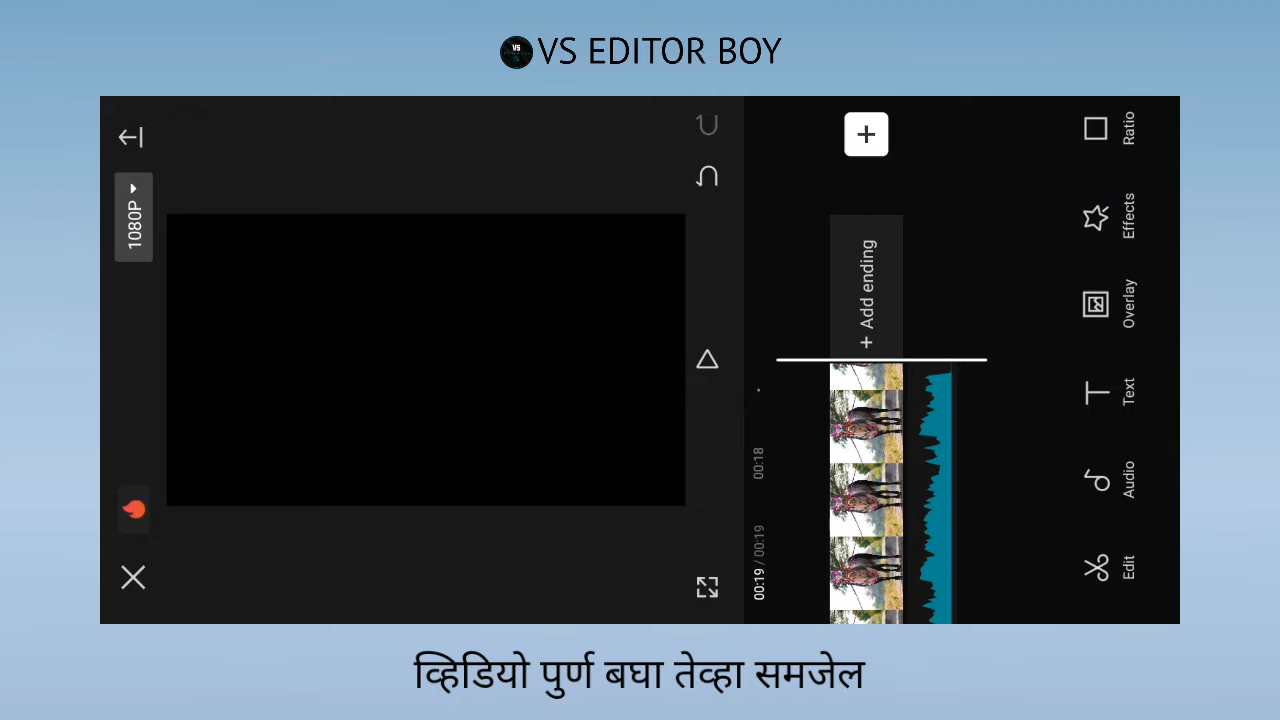 VS EDITOR BOY
1080P
+ Add ending
00:19 / 00:19
00:18
Edit
Audio
Text
Overlay
Effects
Ratio
व्हिडियो पुर्ण बघा तेव्हा समजेल